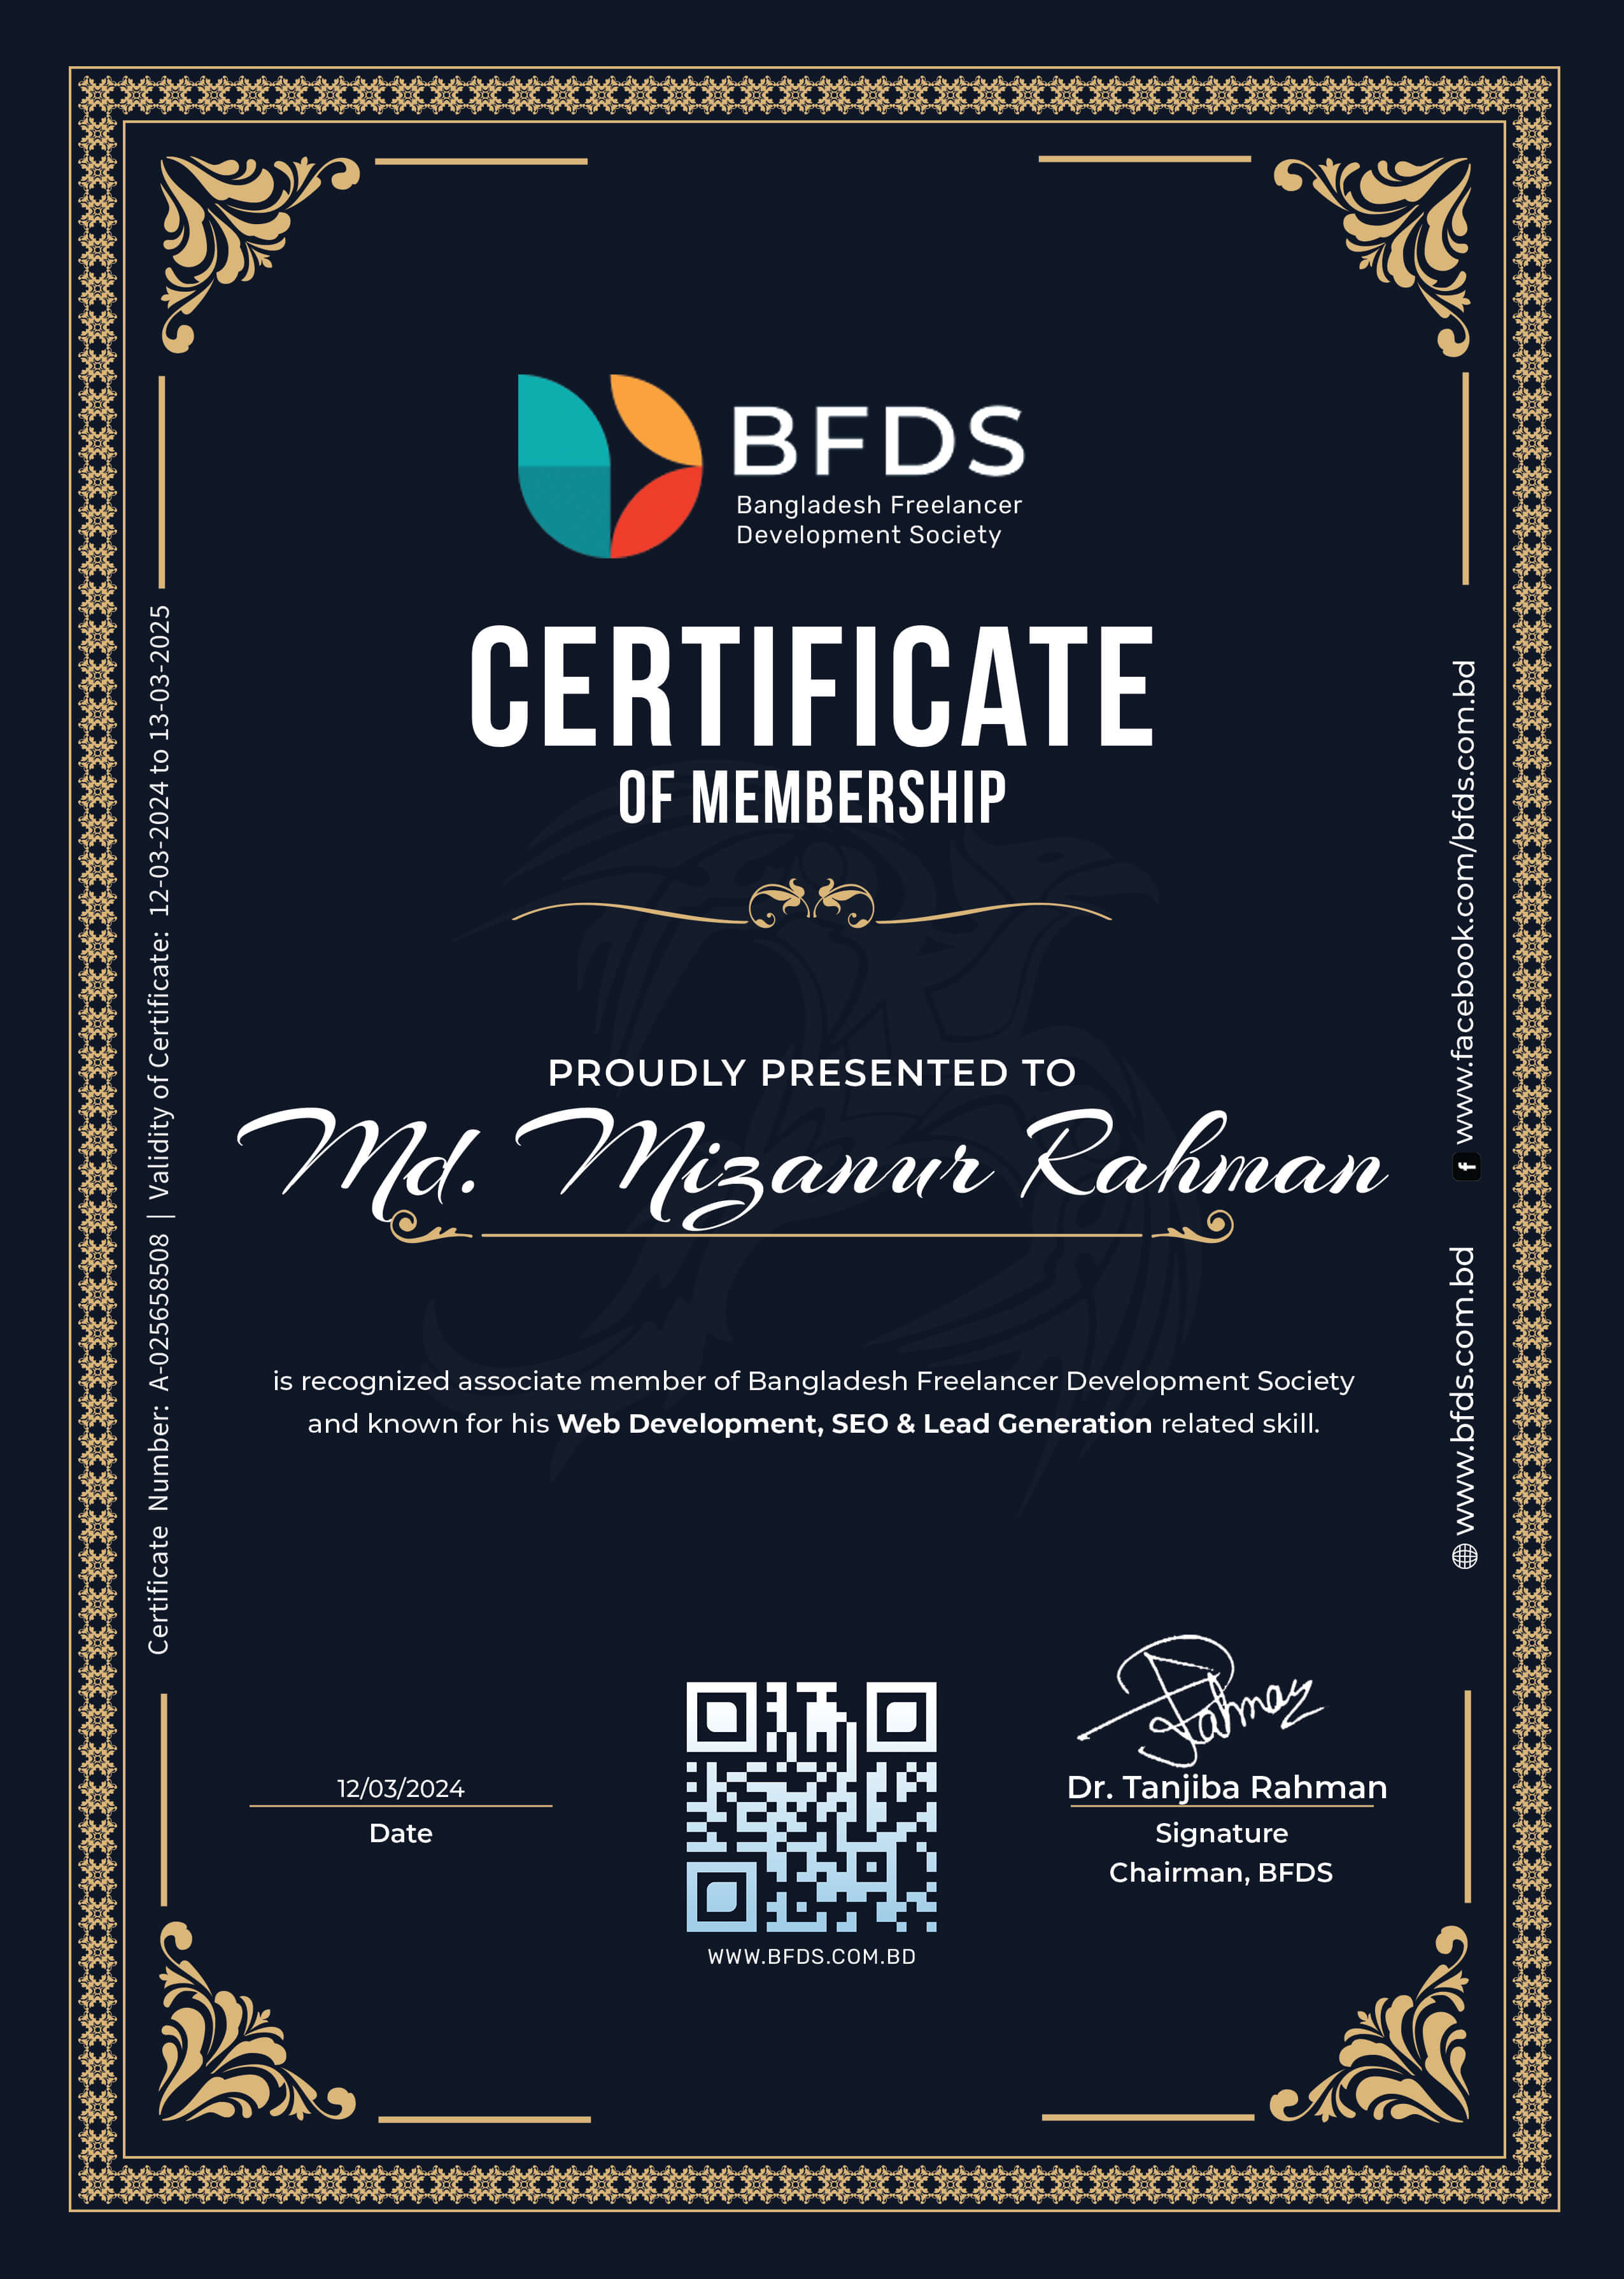 BFDS
Bangladesh Freelancer
Development Society
CERTIFICATE
OF MEMBERSHIP
PROUDLY PRESENTED TO
Md. Mizanur Rahman
is recognized associate member of Bangladesh Freelancer Development Society
and known for his Web Development, SEO & Lead Generation related skill.
Certificate Number: A-025658508 | Validity of Certificate: 12-03-2024 to 13-03-2025
www.bfds.com.bd
www.facebook.com/bfds.com.bd
12/03/2024
Date
WWW.BFDS.COM.BD
Rahman
Dr. Tanjiba Rahman
Signature
Chairman, BFDS